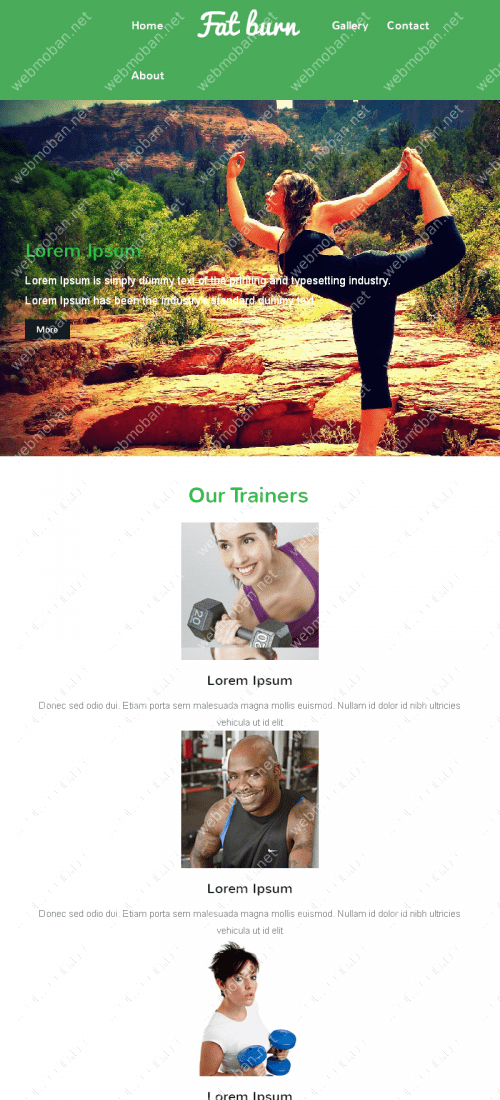 Home
Fat burn
Gallery
Contact
About
Lorem Ipsum
Lorem Ipsum is simply dummy text of the printing and typesetting industry.
Lorem Ipsum has been the industry's standard dummy text
More
Our Trainers
20
20
Lorem Ipsum
Donec sed odio dui. Etiam porta sem malesuada magna mollis euismod. Nullam id dolor id nibh ultricies
vehicula ut id elit
Lorem Ipsum
Donec sed odio dui. Etiam porta sem malesuada magna mollis euismod. Nullam id dolor id nibh ultricies
vehicula ut id elit
Lorem Ipsum
webmoban.net